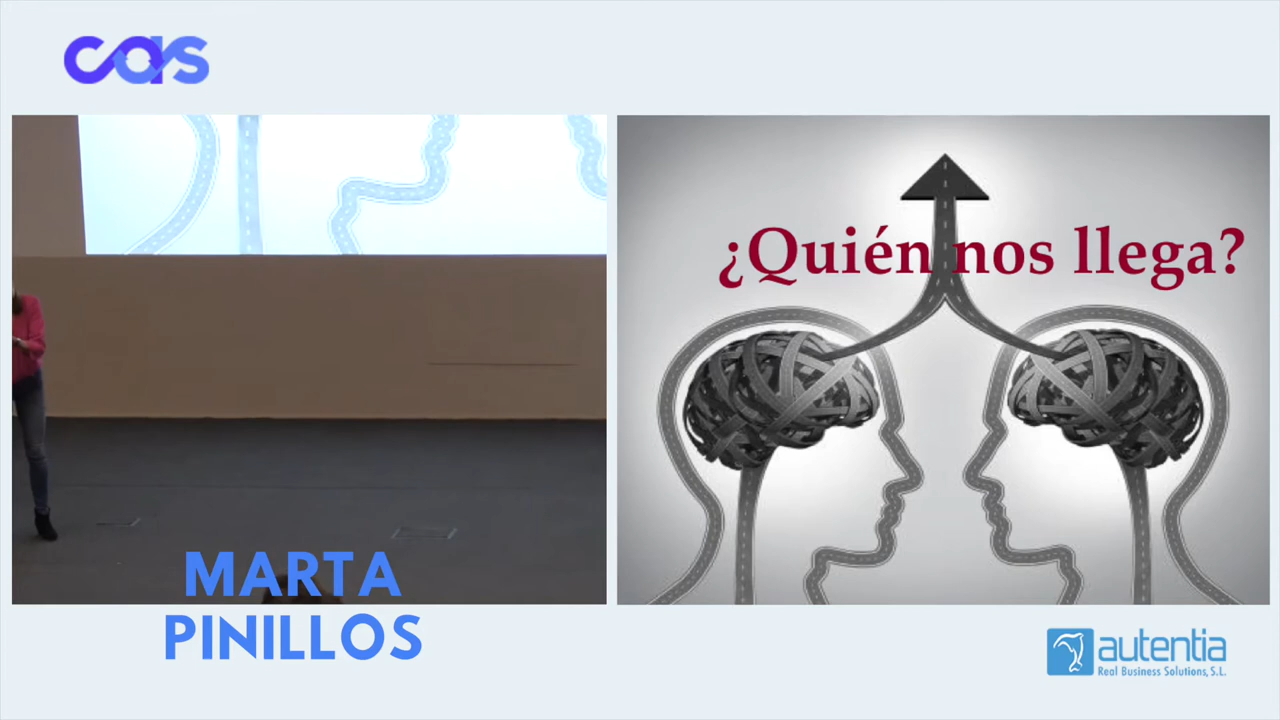 cas
¿Quién nos llega?
MARTA
PINILLOS
autentia
Real Business Solutions, S.L.